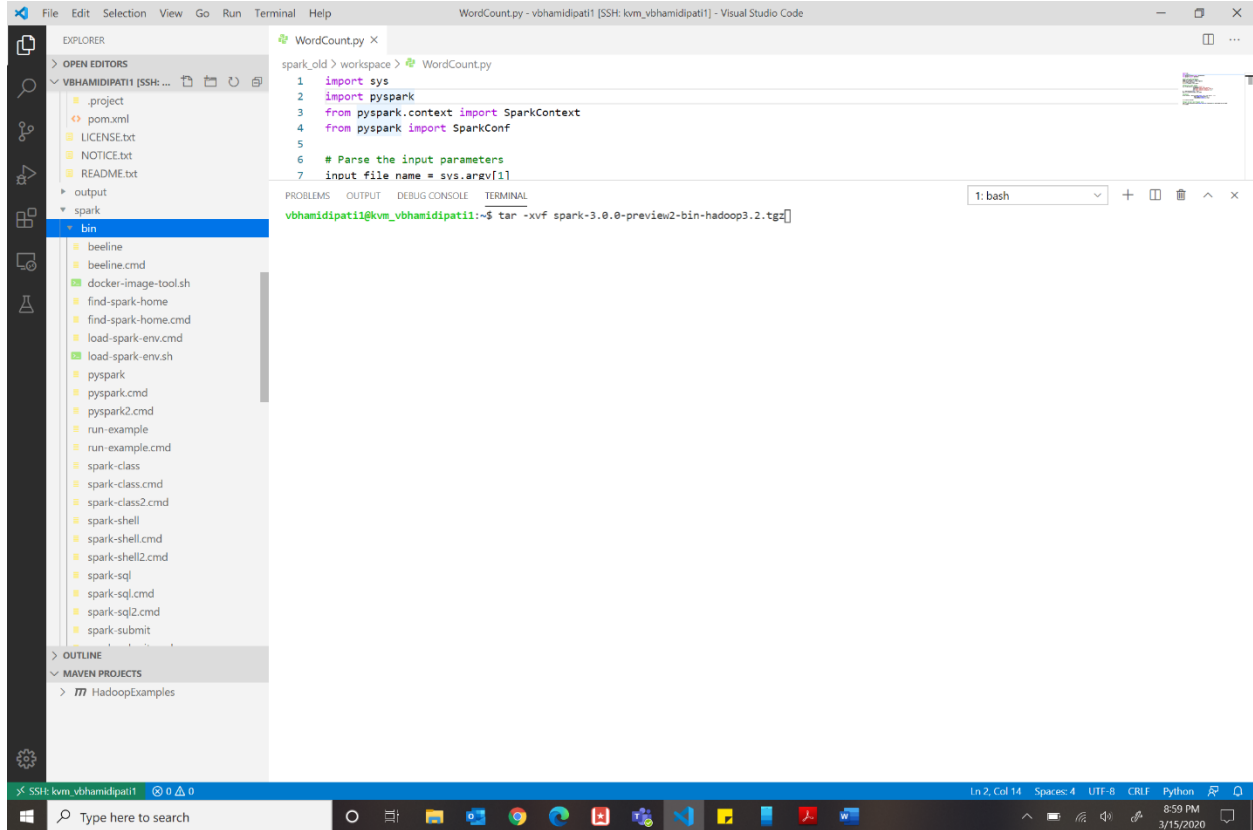 File Edit Selection View Go Run Terminal Help WordCount.py - vbhamidipati1 [SSH: kvm_vbhamidipati1] - Visual Studio Code
EXPLORER
OPEN EDITORS
VBHAMIDIPATI1 [SSH: ...
.project
pom.xml
LICENSE.txt
NOTICE.txt
README.txt
output
spark
bin
beeline
beeline.cmd
docker-image-tool.sh
find-spark-home
find-spark-home.cmd
load-spark-env.cmd
load-spark-env.sh
pyspark
pyspark.cmd
pyspark2.cmd
run-example
run-example.cmd
spark-class
spark-class.cmd
spark-class2.cmd
spark-shell
spark-shell.cmd
spark-shell2.cmd
spark-sql
spark-sql.cmd
spark-sql2.cmd
spark-submit
OUTLINE
MAVEN PROJECTS
HadoopExamples
WordCount.py
spark_old > workspace > WordCount.py
1 import sys
2 import pyspark
3 from pyspark.context import SparkContext
4 from pyspark import SparkConf
5
6 # Parse the input parameters
7 input_file_name = sys.argv[1]
PROBLEMS OUTPUT DEBUG CONSOLE TERMINAL 1: bash
vbhamidipati1@kvm_vbhamidipati1:~$ tar -xvf spark-3.0.0-preview2-bin-hadoop3.2.tgz
SSH: kvm_vbhamidipati1 0 0 Ln 2, Col 14 Spaces: 4 UTF-8 CRLF Python
Type here to search
8:59 PM
3/15/2020